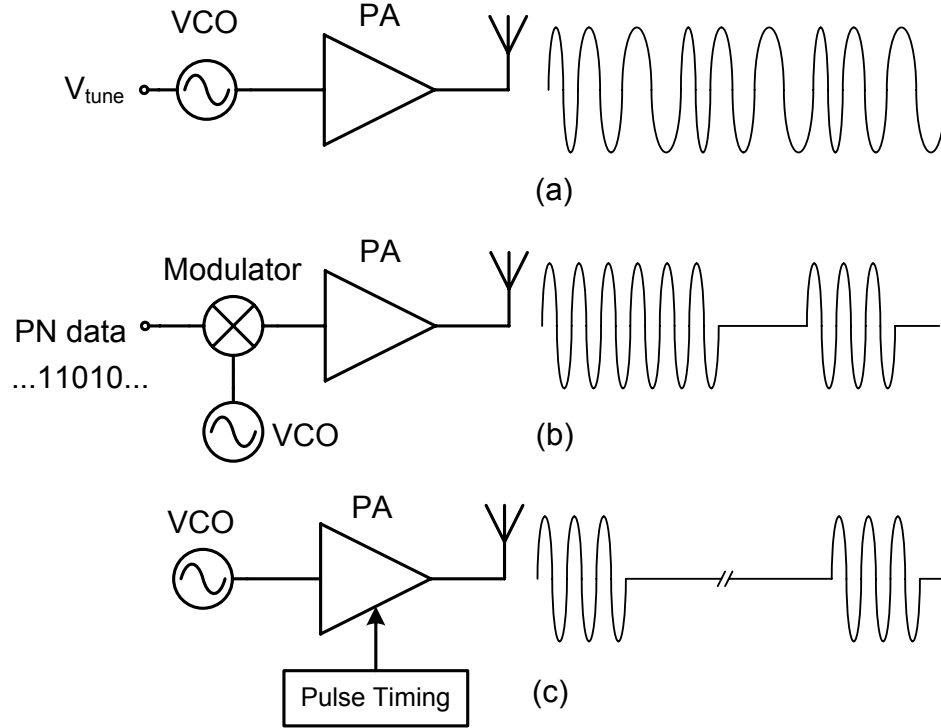 VCO
PA
V_tune
(a)
Modulator
PA
PN data
...11010...
VCO
(b)
VCO
PA
Pulse Timing
(c)